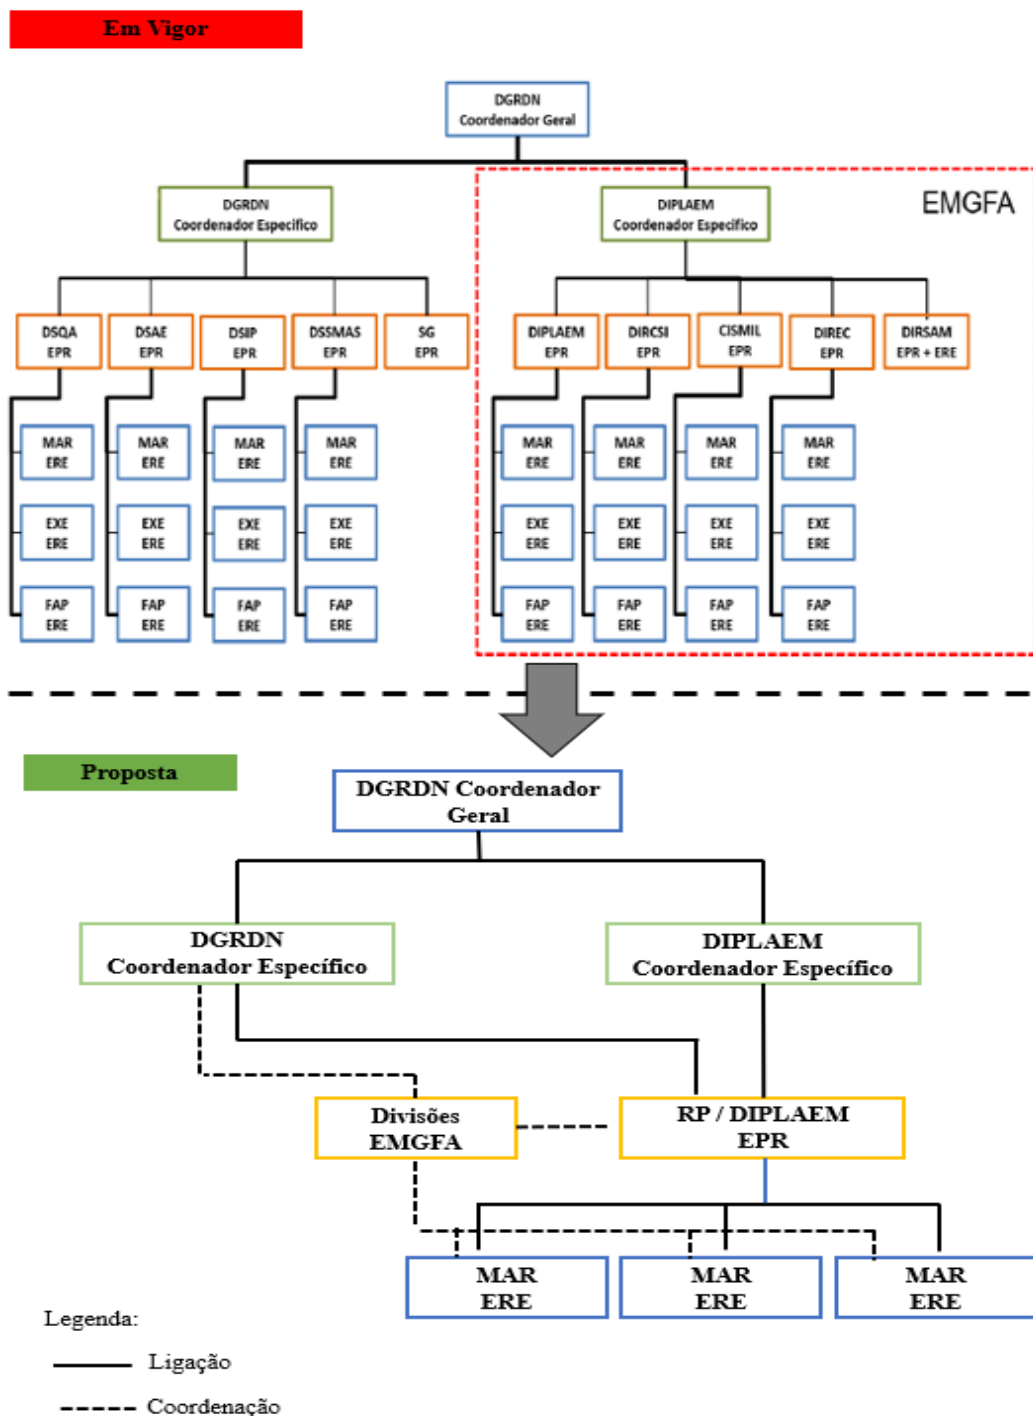 Em Vigor
DGRDN
Coordenador Geral
EMGFA
DGRDN
Coordenador Específico
DIPLAEM
Coordenador Específico
DSQA
EPR
DSAE
EPR
DSIP
EPR
DSSMAS
EPR
SG
EPR
DIPLAEM
EPR
DIRCSI
EPR
CISMIL
EPR
DIREC
EPR
DIRSAM
EPR + ERE
MAR
ERE
MAR
ERE
MAR
ERE
MAR
ERE
MAR
ERE
MAR
ERE
MAR
ERE
MAR
ERE
EXE
ERE
EXE
ERE
EXE
ERE
EXE
ERE
EXE
ERE
EXE
ERE
EXE
ERE
EXE
ERE
FAP
ERE
FAP
ERE
FAP
ERE
FAP
ERE
FAP
ERE
FAP
ERE
FAP
ERE
FAP
ERE
Proposta
DGRDN Coordenador
Geral
DGRDN
Coordenador Específico
DIPLAEM
Coordenador Específico
Divisões
EMGFA
RP / DIPLAEM
EPR
MAR
ERE
MAR
ERE
MAR
ERE
Legenda:
Ligação
Coordenação